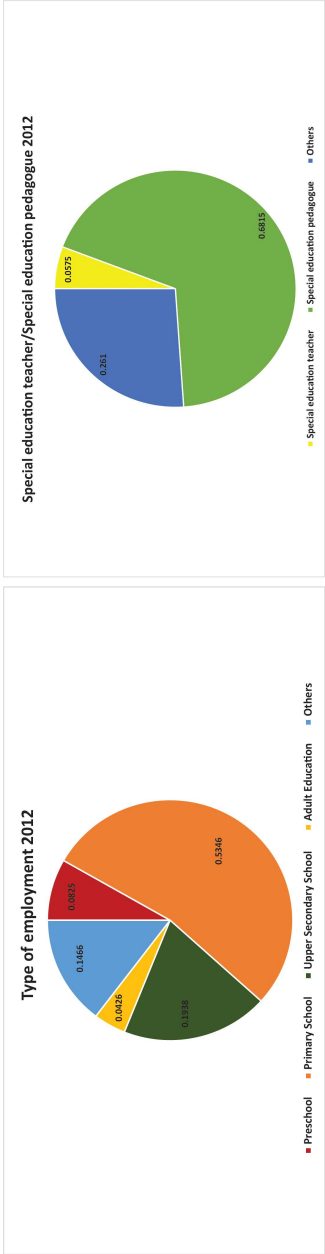 Type of employment 2012
0.0825
0.5346
0.1938
0.0426
0.1466
Preschool
Primary School
Upper Secondary School
Adult Education
Others
Special education teacher/Special education pedagogue 2012
0.0575
0.6815
0.261
Special education teacher
Special education pedagogue
Others